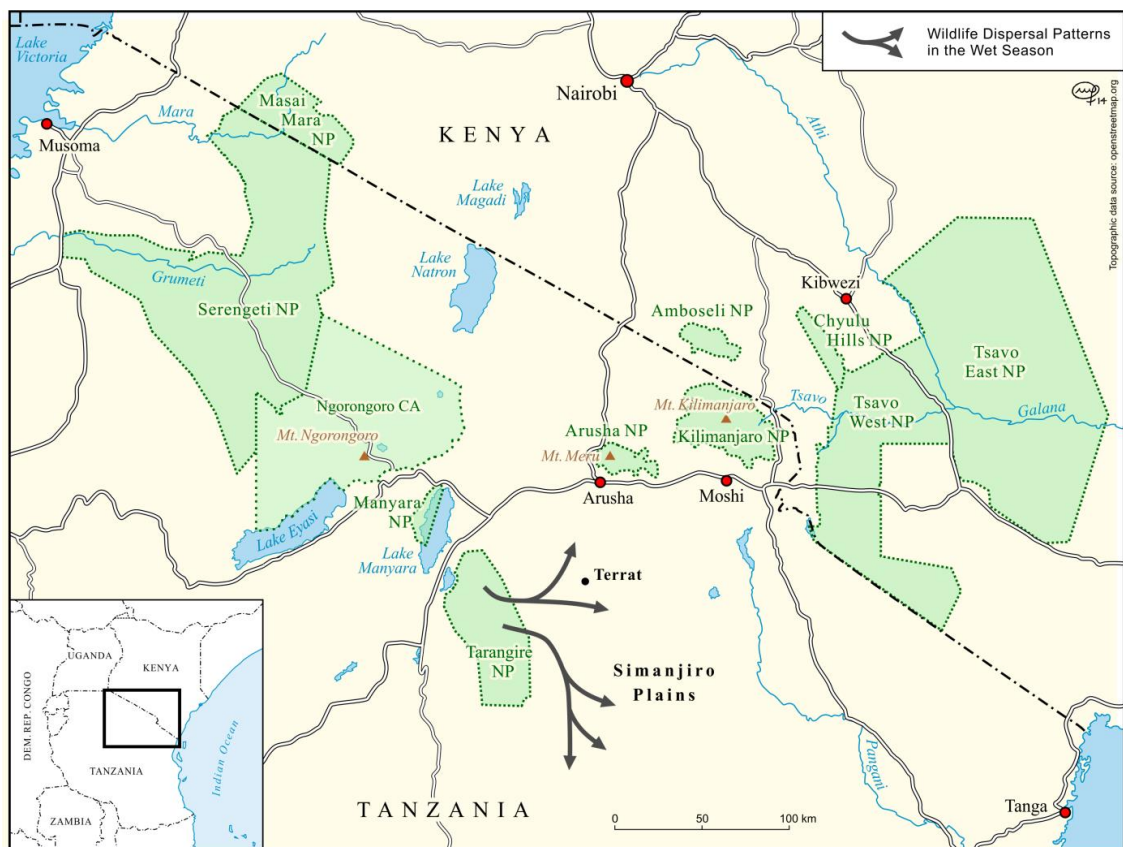 Wildlife Dispersal Patterns
in the Wet Season
Topographic data source: openstreetmap.org
14
Lake
Victoria
Musoma
Mara
Masai
Mara
NP
KENYA
Nairobi
Athi
Lake
Magadi
Lake
Natron
Grumeti
Serengeti NP
Kibwezi
Amboseli NP
Chyulu
Hills NP
Tsavo
East NP
Tsavo
West NP
Tsavo
Galana
Ngorongoro CA
Mt. Ngorongoro
Mt. Kilimanjaro
Kilimanjaro NP
Arusha NP
Mt. Meru
Arusha
Moshi
Manyara
NP
Lake Eyasi
Lake
Manyara
Terrat
Tarangire
NP
Simanjiro
Plains
Pangani
Tanga
TANZANIA
0 50 100 km
UGANDA
KENYA
DEM. REP. CONGO
TANZANIA
ZAMBIA
Indian Ocean